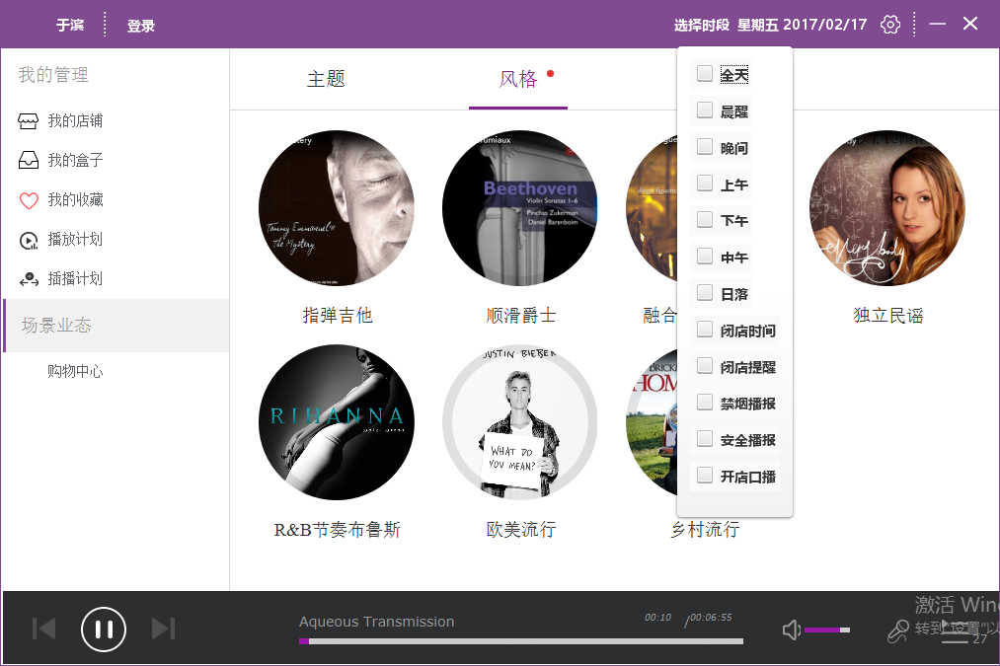 于滨
登录
选择时段 星期五 2017/02/17
我的管理
我的店铺
我的盒子
我的收藏
播放计划
插播计划
场景业态
购物中心
主题
风格
全天
晨醒
晚间
上午
下午
中午
日落
闭店时间
闭店提醒
禁烟播报
安全播报
开店口播
Tommy Emmanuel
The Mystery
指弹吉他
rumiaux
Beethoven
Violin Sonatas 1–6
Pinchas Zukerman
Daniel Barenboim
顺滑爵士
融合
独立民谣
RIHANNA
R&B节奏布鲁斯
JUSTIN BIEBER
WHAT DO
YOU MEAN?
欧美流行
HOM
乡村流行
Aqueous Transmission
00:10 /00:06:55
激活 Win
转到"设置"以
27